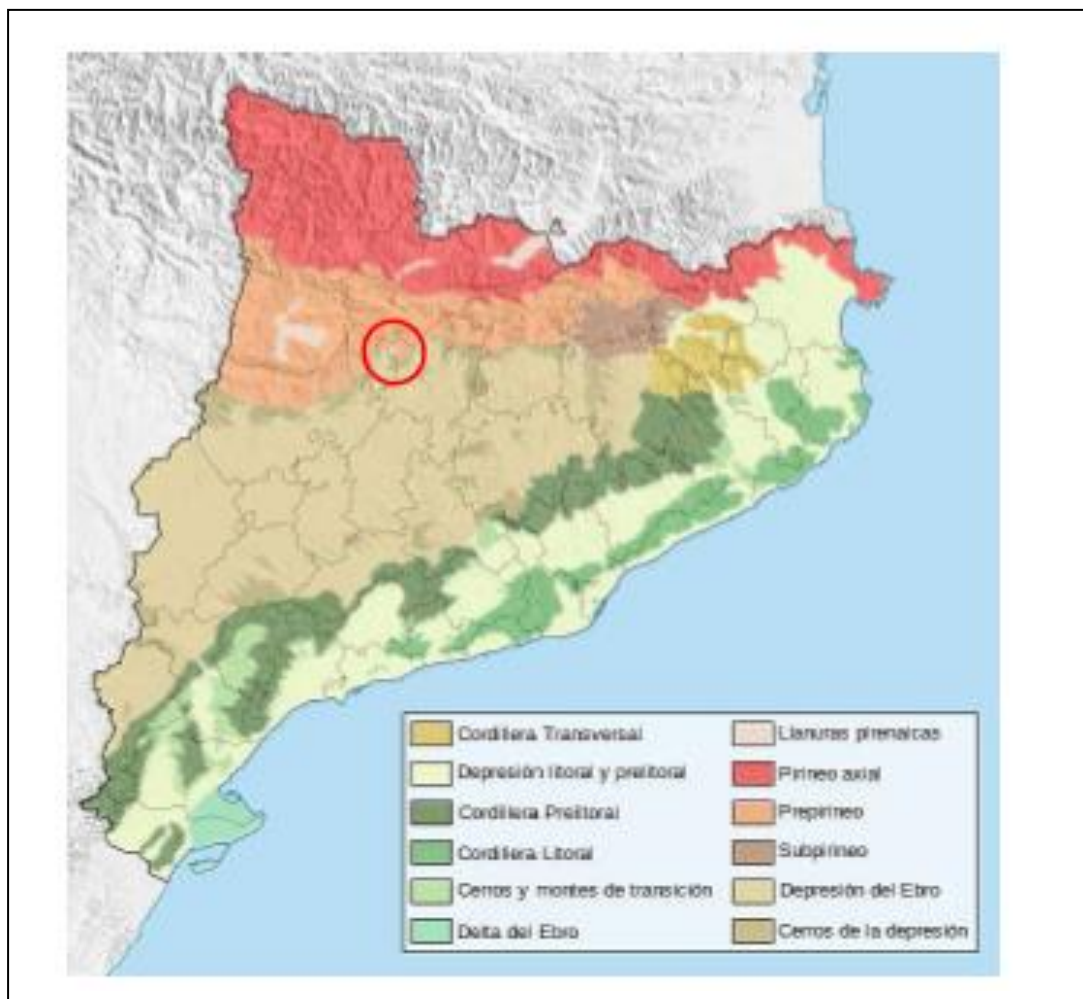 Cordillera Transversal
Depresión litoral y prelitoral
Cordillera Prelitoral
Cordillera Litoral
Cerros y montes de transición
Delta del Ebro
Llanuras pirenaicas
Pirineo axial
Prepirineo
Subpirineo
Depresión del Ebro
Cerros de la depresión